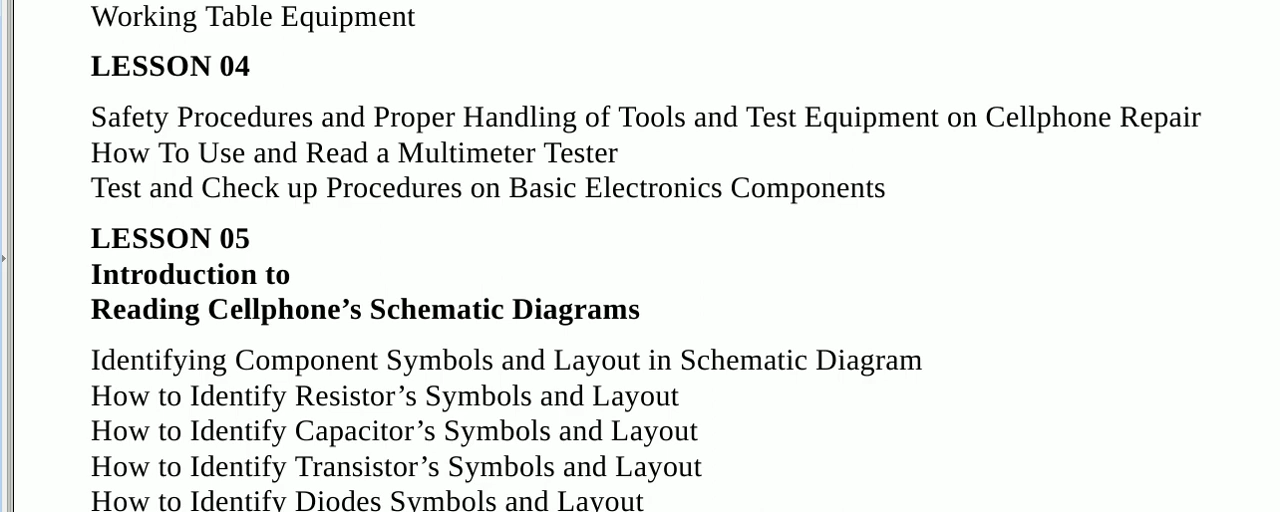 Working Table Equipment
LESSON 04
Safety Procedures and Proper Handling of Tools and Test Equipment on Cellphone Repair
How To Use and Read a Multimeter Tester
Test and Check up Procedures on Basic Electronics Components
LESSON 05
Introduction to
Reading Cellphone’s Schematic Diagrams
Identifying Component Symbols and Layout in Schematic Diagram
How to Identify Resistor’s Symbols and Layout
How to Identify Capacitor’s Symbols and Layout
How to Identify Transistor’s Symbols and Layout
How to Identify Diodes Symbols and Layout